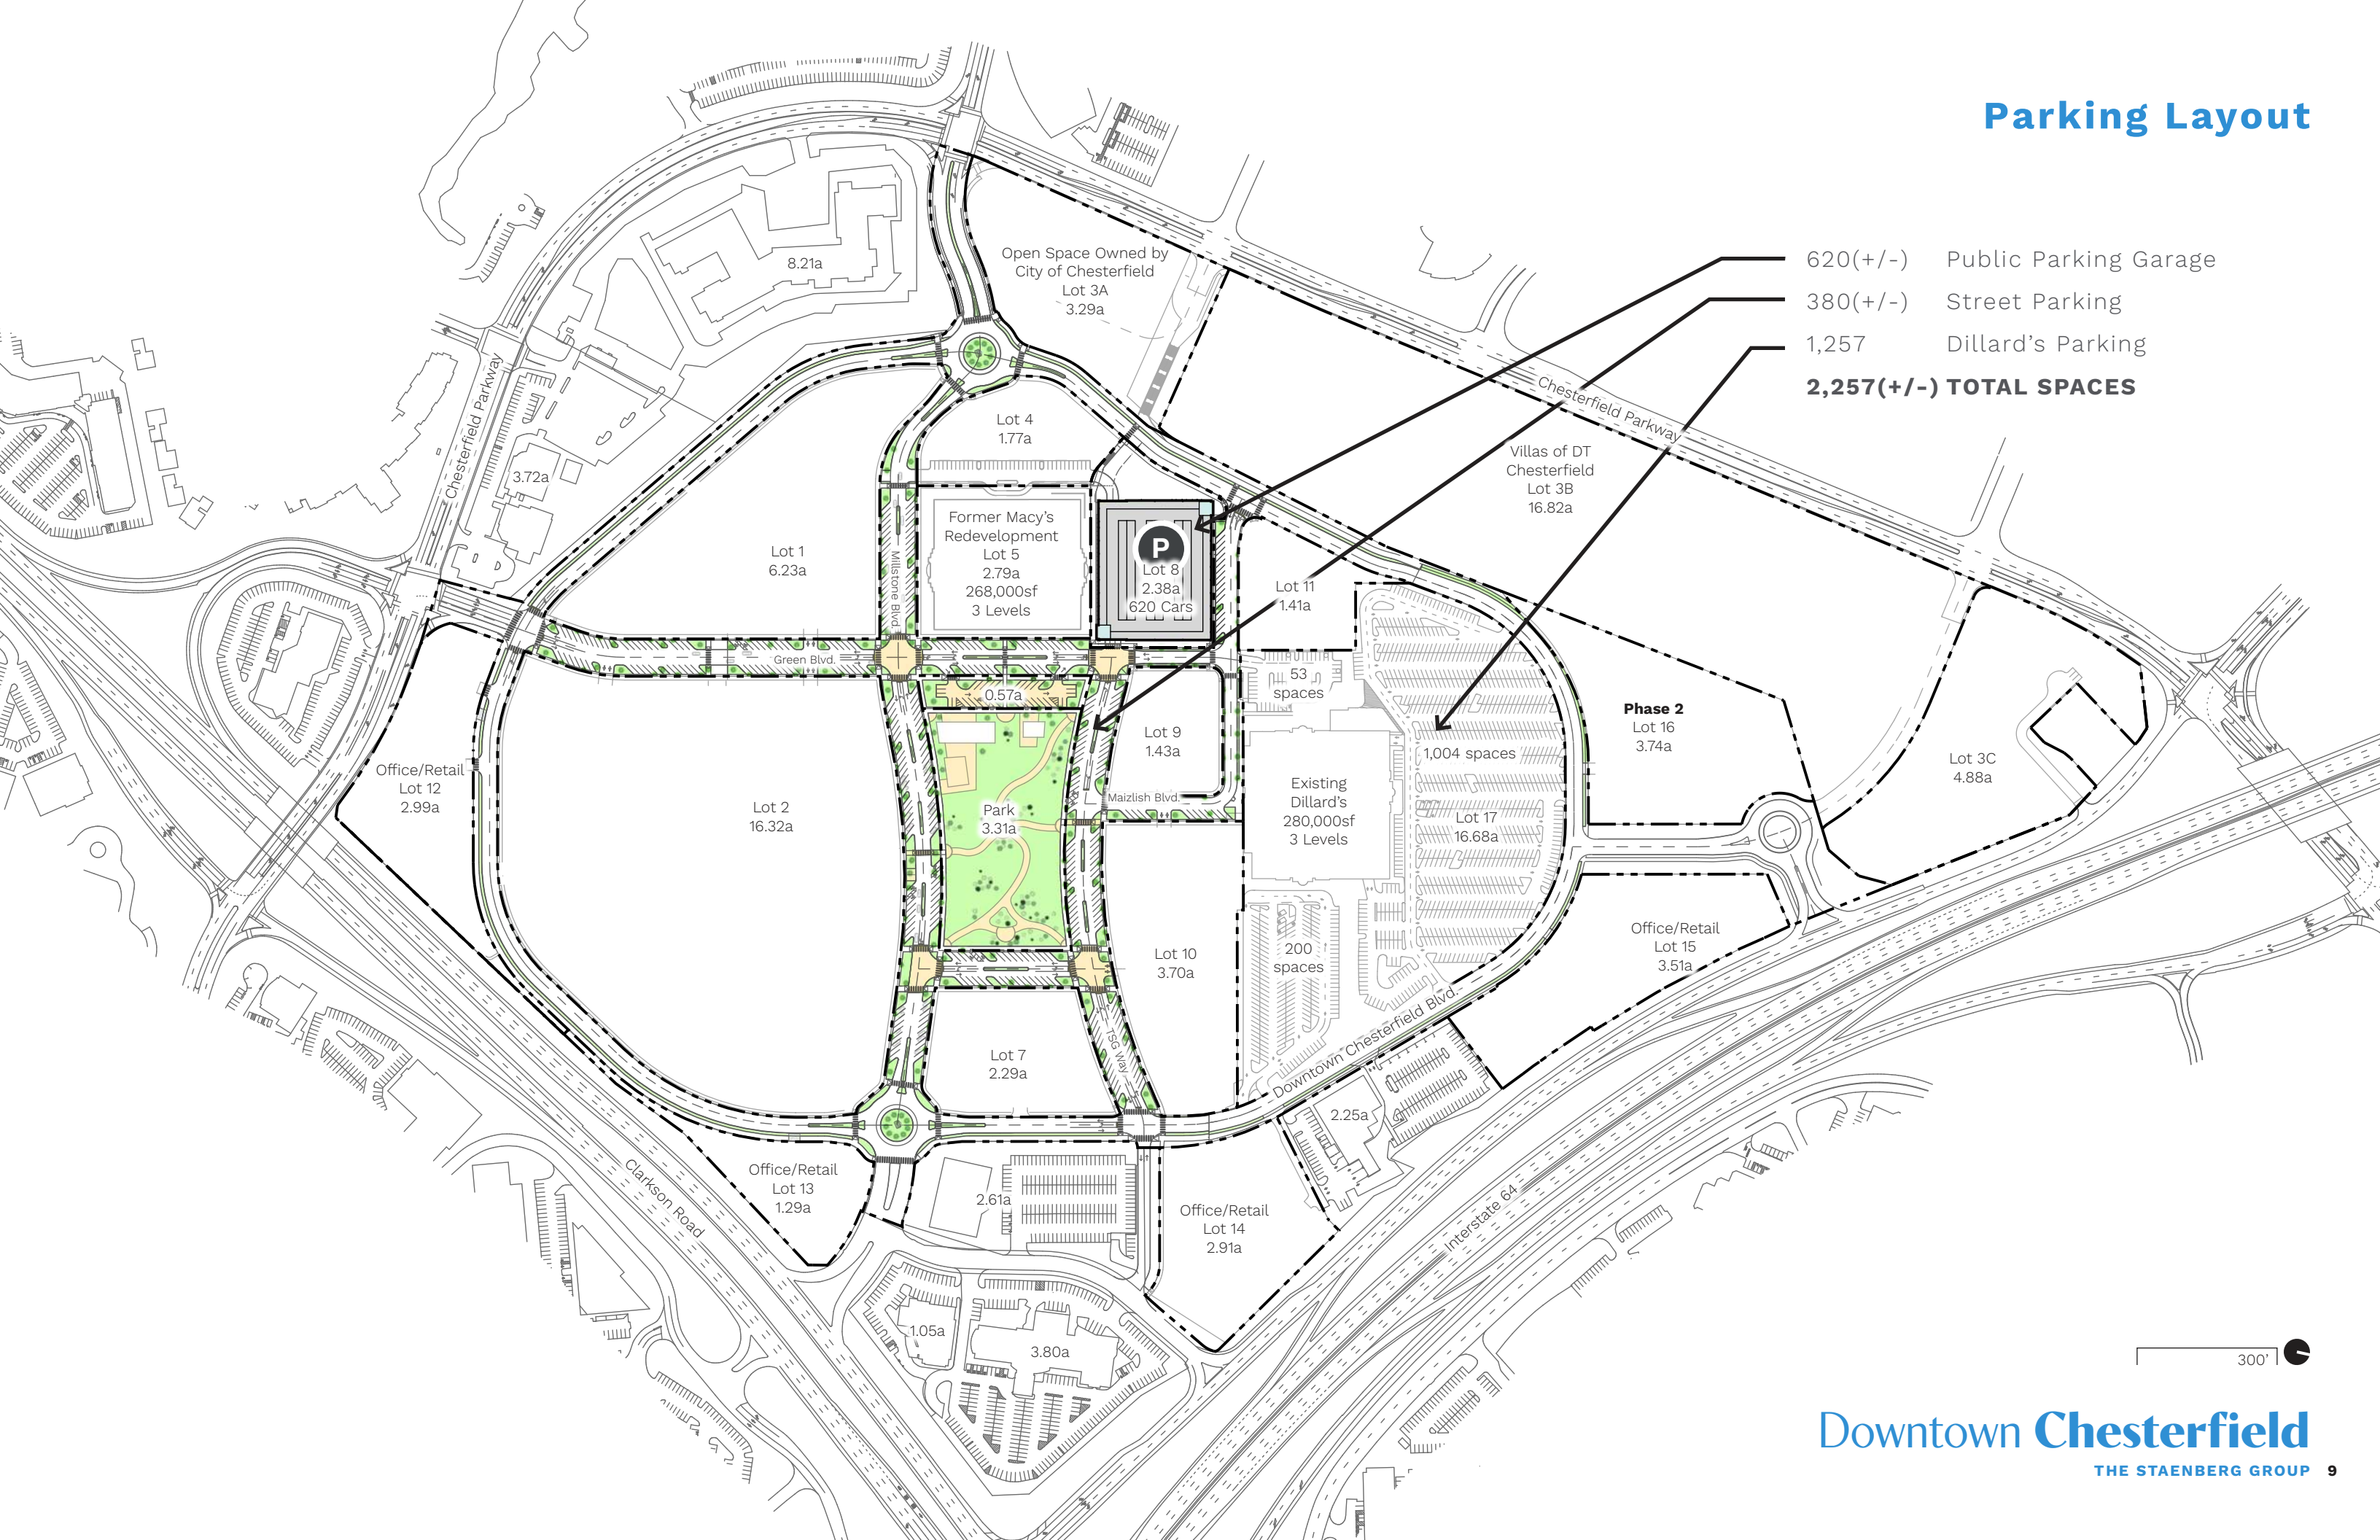 Parking Layout
620(+/-) Public Parking Garage
380(+/-) Street Parking
1,257 Dillard’s Parking
2,257(+/-) TOTAL SPACES
8.21a
Open Space Owned by
City of Chesterfield
Lot 3A
3.29a
Chesterfield Parkway
Chesterfield Parkway
3.72a
Lot 4
1.77a
Villas of DT
Chesterfield
Lot 3B
16.82a
Lot 1
6.23a
Millstone Blvd.
Former Macy’s
Redevelopment
Lot 5
2.79a
268,000sf
3 Levels
P
Lot 8
2.38a
620 Cars
Lot 11
1.41a
Green Blvd.
0.57a
53
spaces
Lot 9
1.43a
Maizlish Blvd.
1,004 spaces
Phase 2
Lot 16
3.74a
Lot 3C
4.88a
Office/Retail
Lot 12
2.99a
Lot 2
16.32a
Park
3.31a
Existing
Dillard’s
280,000sf
3 Levels
Lot 17
16.68a
Lot 10
3.70a
200
spaces
Office/Retail
Lot 15
3.51a
Downtown Chesterfield Blvd.
Lot 7
2.29a
TSG Way
2.25a
Office/Retail
Lot 13
1.29a
2.61a
Office/Retail
Lot 14
2.91a
Clarkson Road
Interstate 64
1.05a
3.80a
300’
Downtown Chesterfield
THE STAENBERG GROUP 9